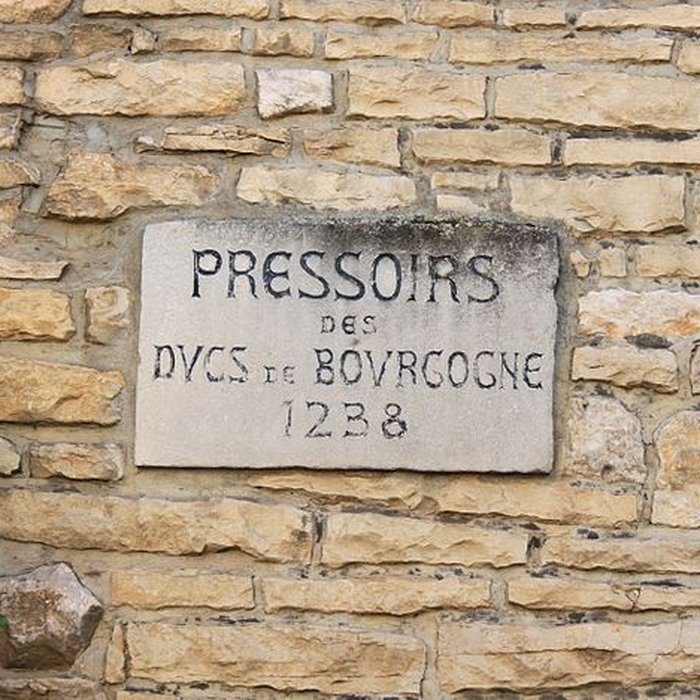 PRESSOIRS
DES
DVCS DE BOVRGOGNE
1238